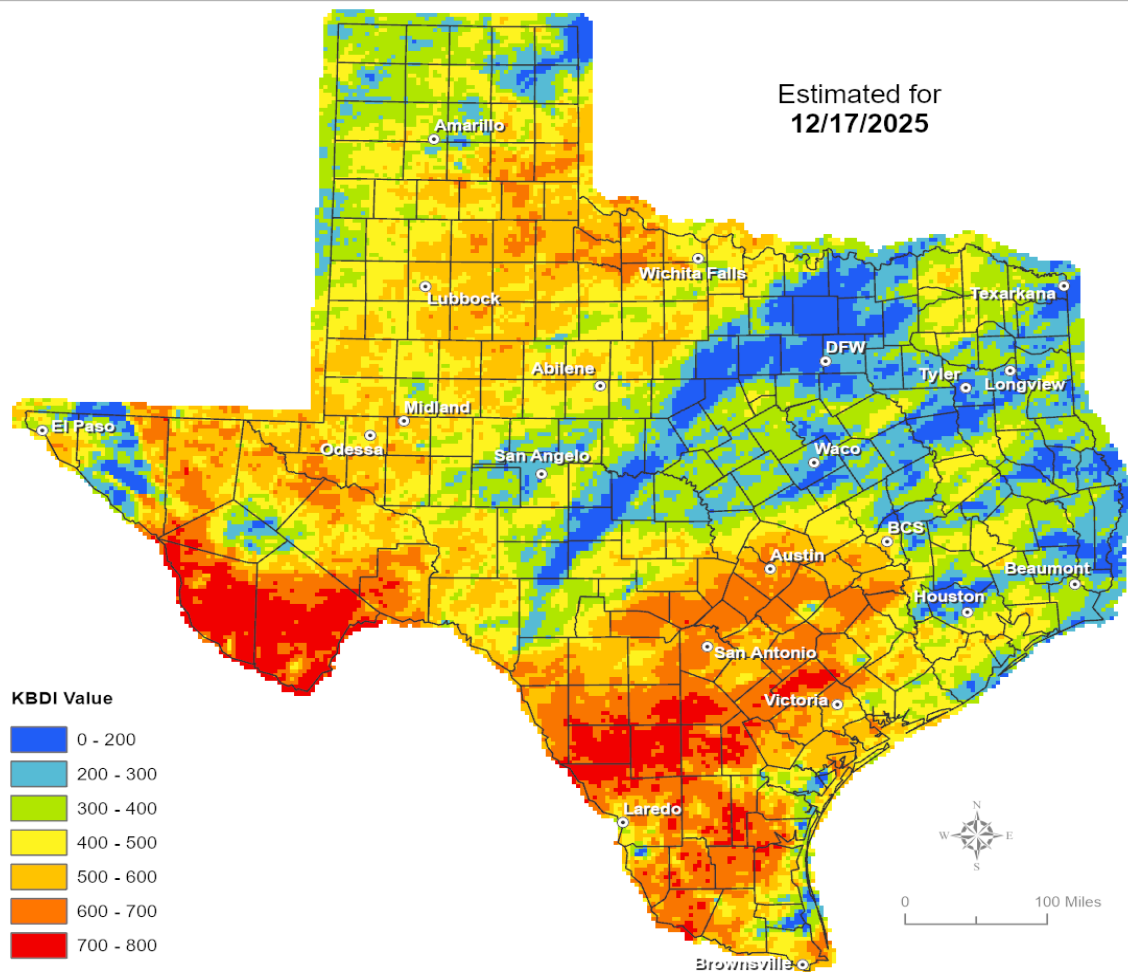 Estimated for
12/17/2025
Amarillo
Wichita Falls
Lubbock
Texarkana
DFW
Abilene
Tyler
Longview
Midland
El Paso
Odessa
San Angelo
Waco
BCS
Austin
Beaumont
Houston
San Antonio
Victoria
Laredo
Brownsville
KBDI Value
0 - 200
200 - 300
300 - 400
400 - 500
500 - 600
600 - 700
700 - 800
N
W E
S
0 100 Miles